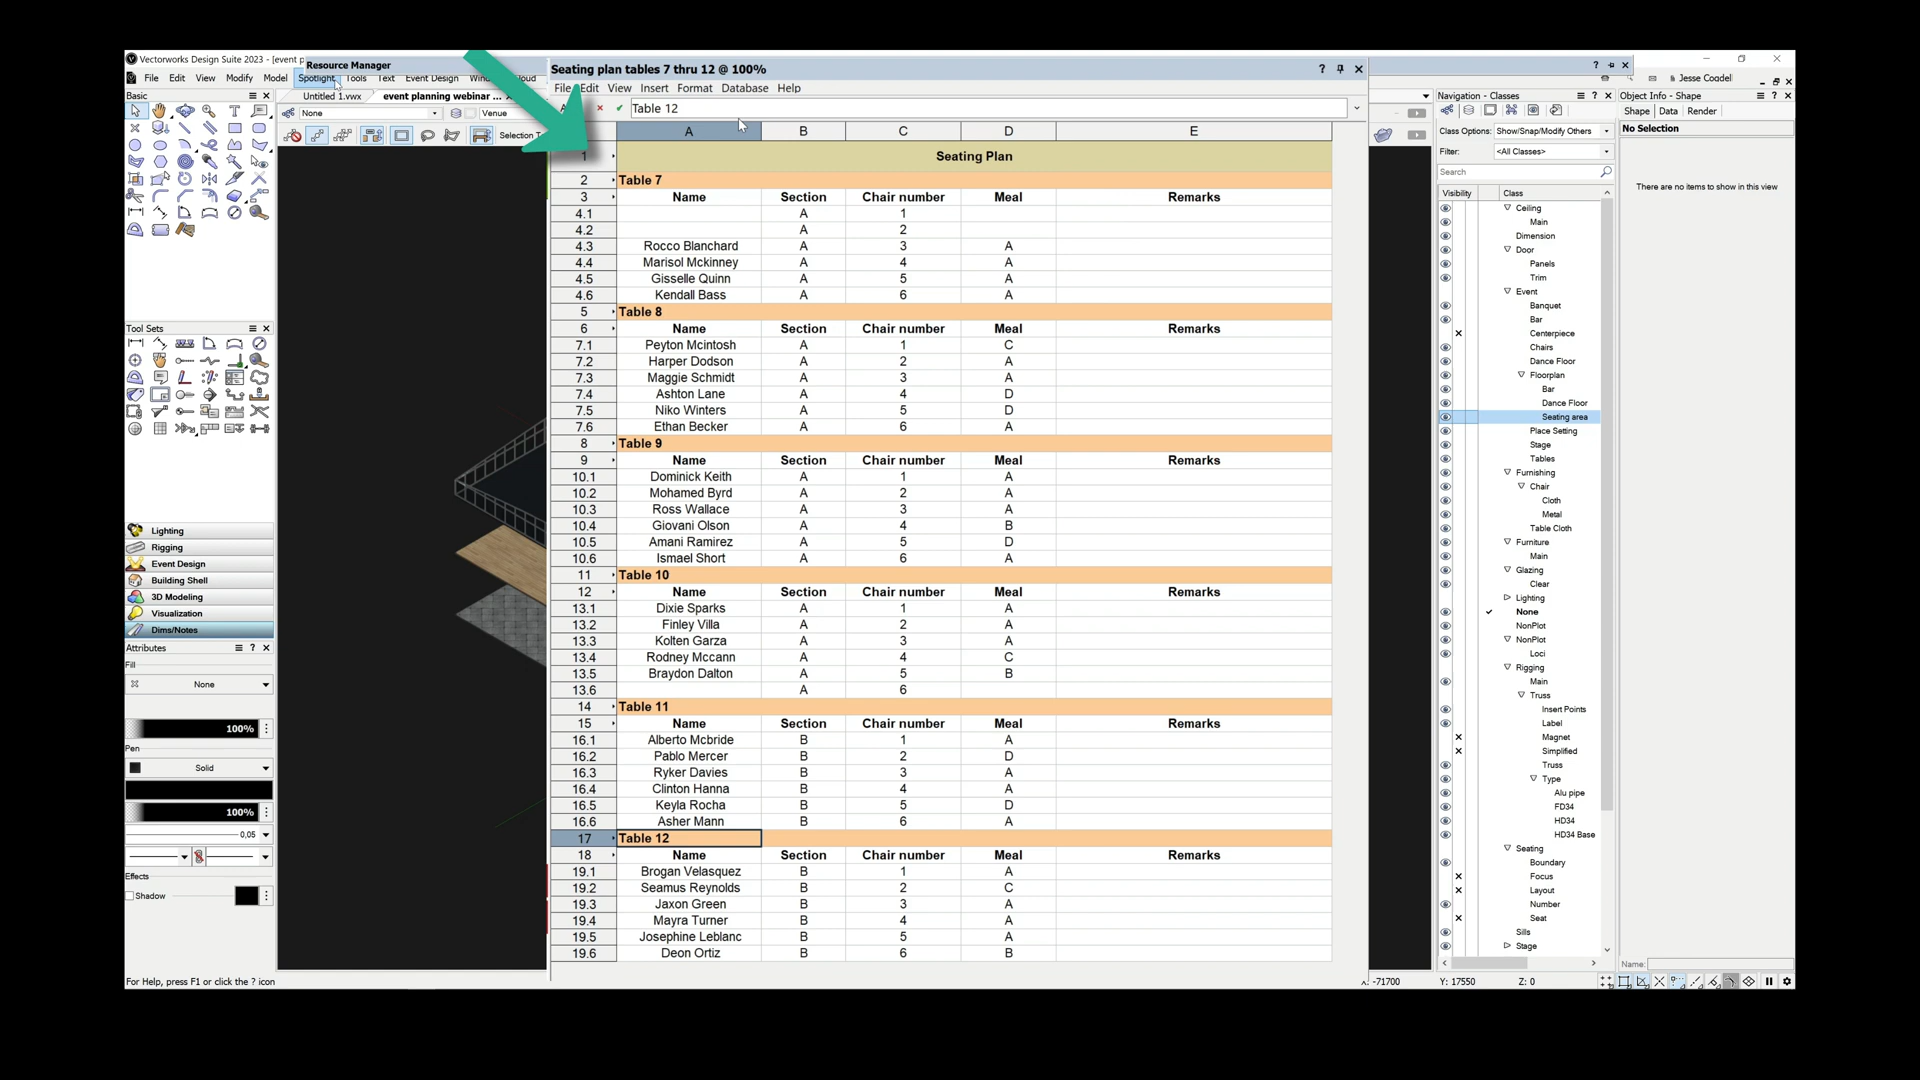 Vectorworks Design Suite 2023 - [event p
Resource Manager
File Edit View Modify Model Spotlight Tools Text Event Design Wind loud
Untitled 1.vwx
event planning webinar ...
Jesse Cogdell
Basic
None
Venue
Selection T
Seating plan tables 7 thru 12 @ 100%
File Edit View Insert Format Database Help
Table 12
A B C D E
1 Seating Plan
2 Table 7
3 Name Section Chair number Meal Remarks
4.1 A 1
4.2 A 2
4.3 Rocco Blanchard A 3 A
4.4 Marisol Mckinney A 4 A
4.5 Gisselle Quinn A 5 A
4.6 Kendall Bass A 6 A
5 Table 8
6 Name Section Chair number Meal Remarks
7.1 Peyton Mcintosh A 1 C
7.2 Harper Dodson A 2 A
7.3 Maggie Schmidt A 3 A
7.4 Ashton Lane A 4 D
7.5 Niko Winters A 5 D
7.6 Ethan Becker A 6 A
8 Table 9
9 Name Section Chair number Meal Remarks
10.1 Dominick Keith A 1 A
10.2 Mohamed Byrd A 2 A
10.3 Ross Wallace A 3 A
10.4 Giovani Olson A 4 B
10.5 Amani Ramirez A 5 D
10.6 Ismael Short A 6 A
11 Table 10
12 Name Section Chair number Meal Remarks
13.1 Dixie Sparks A 1 A
13.2 Finley Villa A 2 A
13.3 Kolten Garza A 3 A
13.4 Rodney Mccann A 4 C
13.5 Braydon Dalton A 5 B
13.6 A 6
14 Table 11
15 Name Section Chair number Meal Remarks
16.1 Alberto Mcbride B 1 A
16.2 Pablo Mercer B 2 D
16.3 Ryker Davies B 3 A
16.4 Clinton Hanna B 4 A
16.5 Keyla Rocha B 5 D
16.6 Asher Mann B 6 A
17 Table 12
18 Name Section Chair number Meal Remarks
19.1 Brogan Velasquez B 1 A
19.2 Seamus Reynolds B 2 C
19.3 Jaxon Green B 3 A
19.4 Mayra Turner B 4 A
19.5 Josephine Leblanc B 5 A
19.6 Deon Ortiz B 6 B
Tool Sets
Lighting
Rigging
Event Design
Building Shell
3D Modeling
Visualization
Dims/Notes
Attributes
Fill
None
100%
Pen
Solid
100%
0,05
Effects
Shadow
For Help, press F1 or click the ? icon
-71700
Y: 17550
Z: 0
Navigation - Classes
Class Options: Show/Snap/Modify Others
Filter: <All Classes>
Search
Visibility Class
Ceiling
Main
Dimension
Door
Panels
Trim
Event
Banquet
Bar
Centerpiece
Chairs
Dance Floor
Floorplan
Bar
Dance Floor
Seating area
Place Setting
Stage
Tables
Furnishing
Chair
Cloth
Metal
Table Cloth
Furniture
Main
Glazing
Clear
Lighting
None
NonPlot
NonPlot
Loci
Rigging
Main
Truss
Insert Points
Label
Magnet
Simplified
Truss
Type
Alu pipe
FD34
HD34
HD34 Base
Seating
Boundary
Focus
Layout
Number
Seat
Sills
Stage
Object Info - Shape
Shape Data Render
No Selection
There are no items to show in this view
Name: